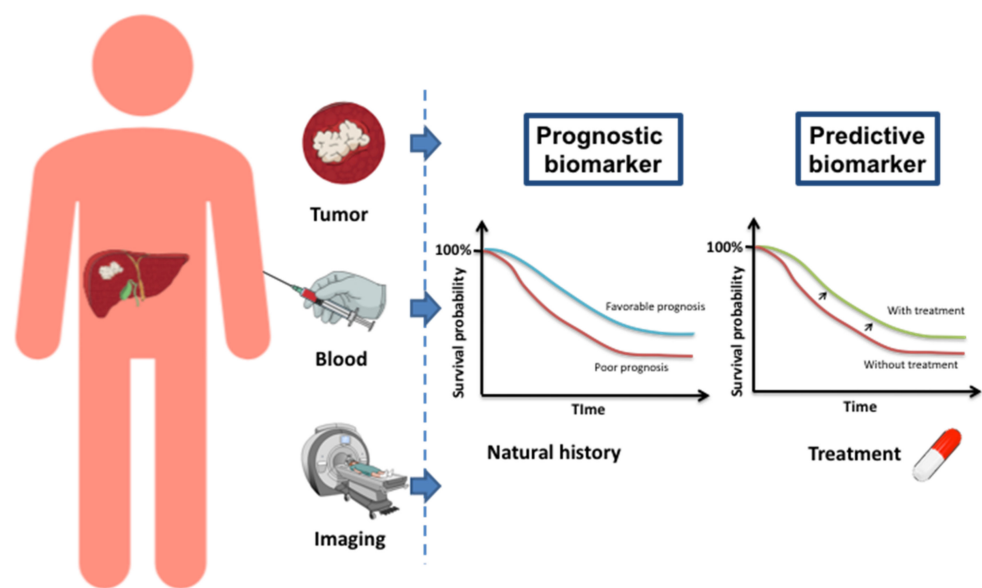 Tumor
Blood
Imaging
Prognostic
biomarker
100%
Survival probability
Favorable prognosis
Poor prognosis
TIme
Natural history
Predictive
biomarker
100%
Survival probability
With treatment
Without treatment
Time
Treatment